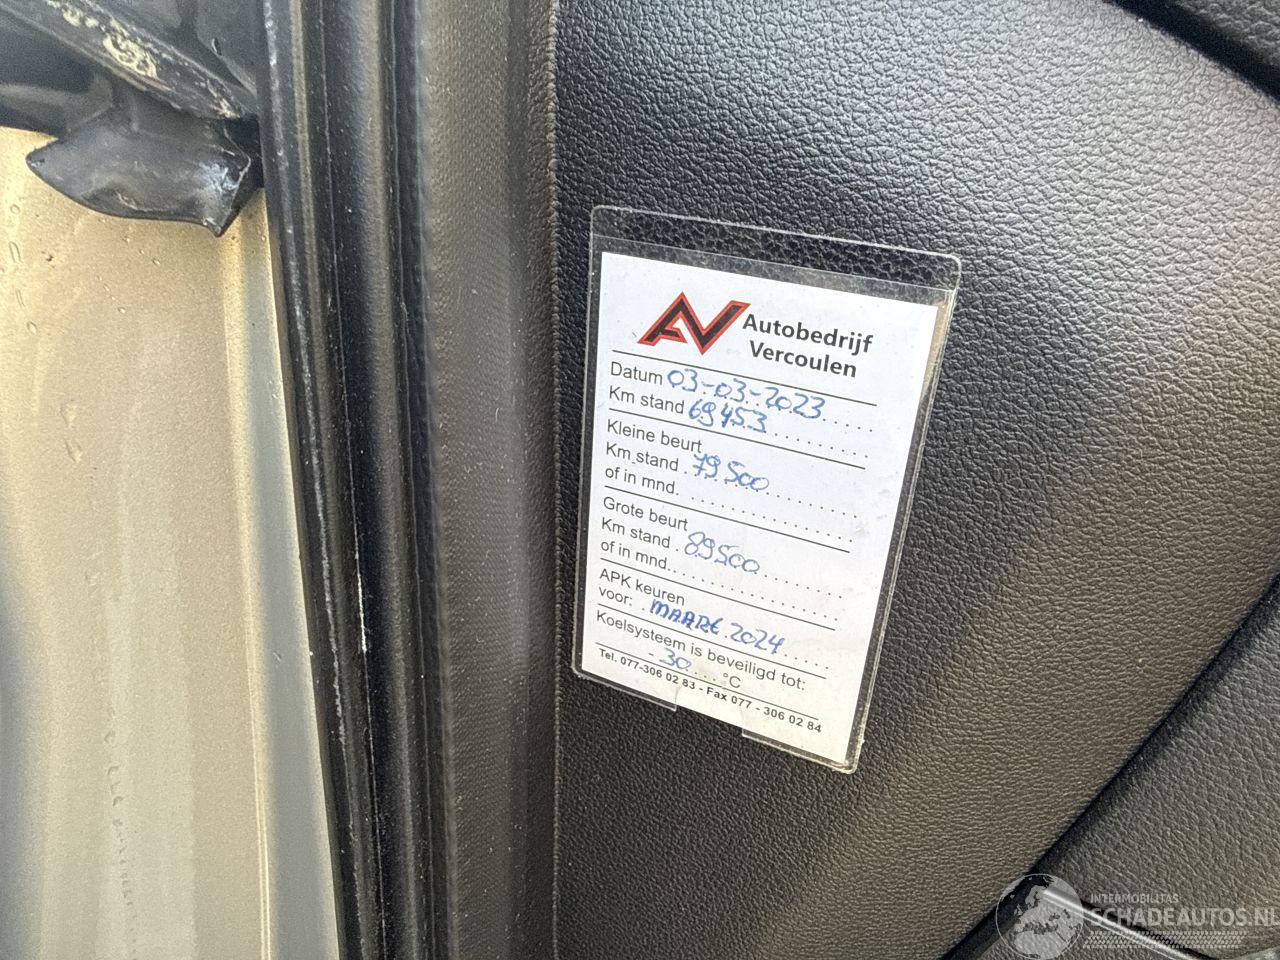 AV Autobedrijf
Vercoulen
Datum 03-03-2023
Km stand 69453
Kleine beurt
Km stand 79500
of in mnd.
Grote beurt
Km stand 89500
of in mnd.
APK keuren
voor: MAART 2024
Koelsysteem is beveiligd tot:
-30 °C
Tel. 077-306 02 83 - Fax 077 - 306 02 84
INTERMOBILITAS
SCHADEAUTOS.NL